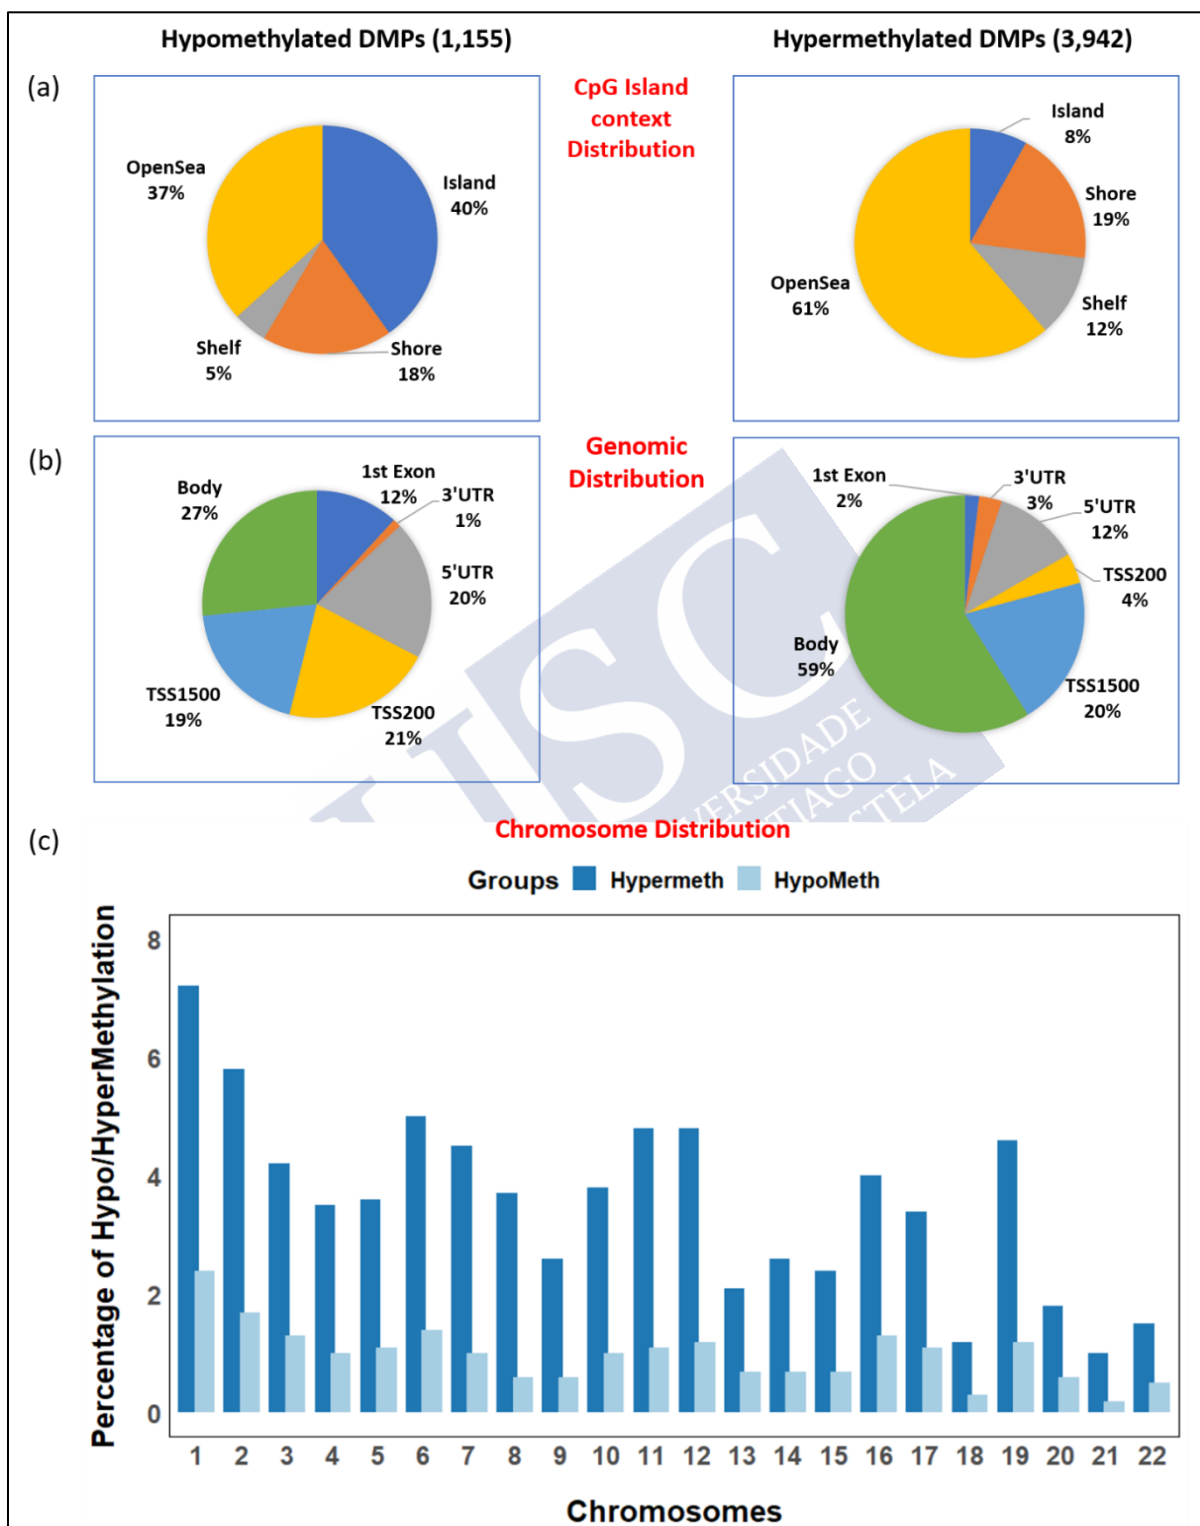 Hypomethylated DMPs (1,155)
Hypermethylated DMPs (3,942)
(a)
CpG Island
context
Distribution
OpenSea
37%
Island
40%
Shelf
5%
Shore
18%
Island
8%
Shore
19%
OpenSea
61%
Shelf
12%
(b)
Genomic
Distribution
Body
27%
1st Exon
12%
3'UTR
1%
5'UTR
20%
TSS1500
19%
TSS200
21%
1st Exon
2%
3'UTR
3%
5'UTR
12%
TSS200
4%
Body
59%
TSS1500
20%
USC
VERSIDADE
TIAGO
STELA
(c)
Chromosome Distribution
Groups Hypermeth HypoMeth
Percentage of Hypo/HyperMethylation
8
6
4
2
0
1 2 3 4 5 6 7 8 9 10 11 12 13 14 15 16 17 18 19 20 21 22
Chromosomes